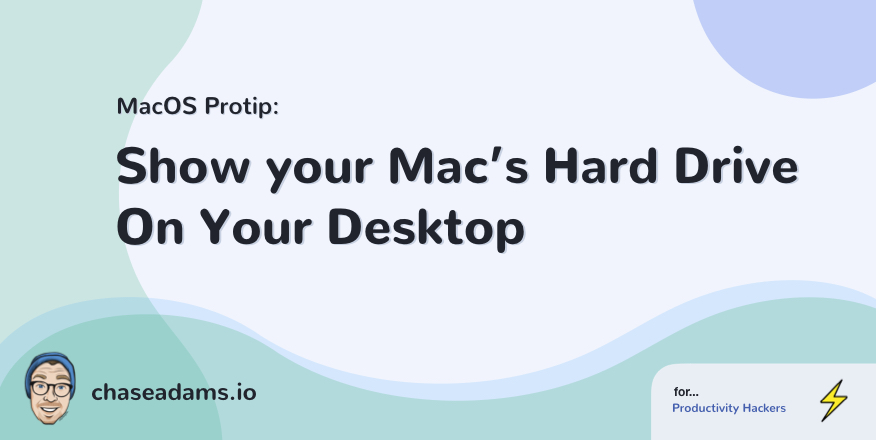 MacOS Protip:
Show your Mac's Hard Drive
On Your Desktop
chaseadams.io
for...
Productivity Hackers